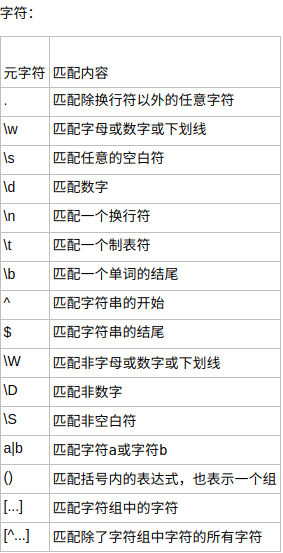 字符：
元字符 匹配内容
. 匹配除换行符以外的任意字符
\w 匹配字母或数字或下划线
\s 匹配任意的空白符
\d 匹配数字
\n 匹配一个换行符
\t 匹配一个制表符
\b 匹配一个单词的结尾
^ 匹配字符串的开始
$ 匹配字符串的结尾
\W 匹配非字母或数字或下划线
\D 匹配非数字
\S 匹配非空白符
a|b 匹配字符a或字符b
() 匹配括号内的表达式，也表示一个组
[...] 匹配字符组中的字符
[^...] 匹配除了字符组中字符的所有字符